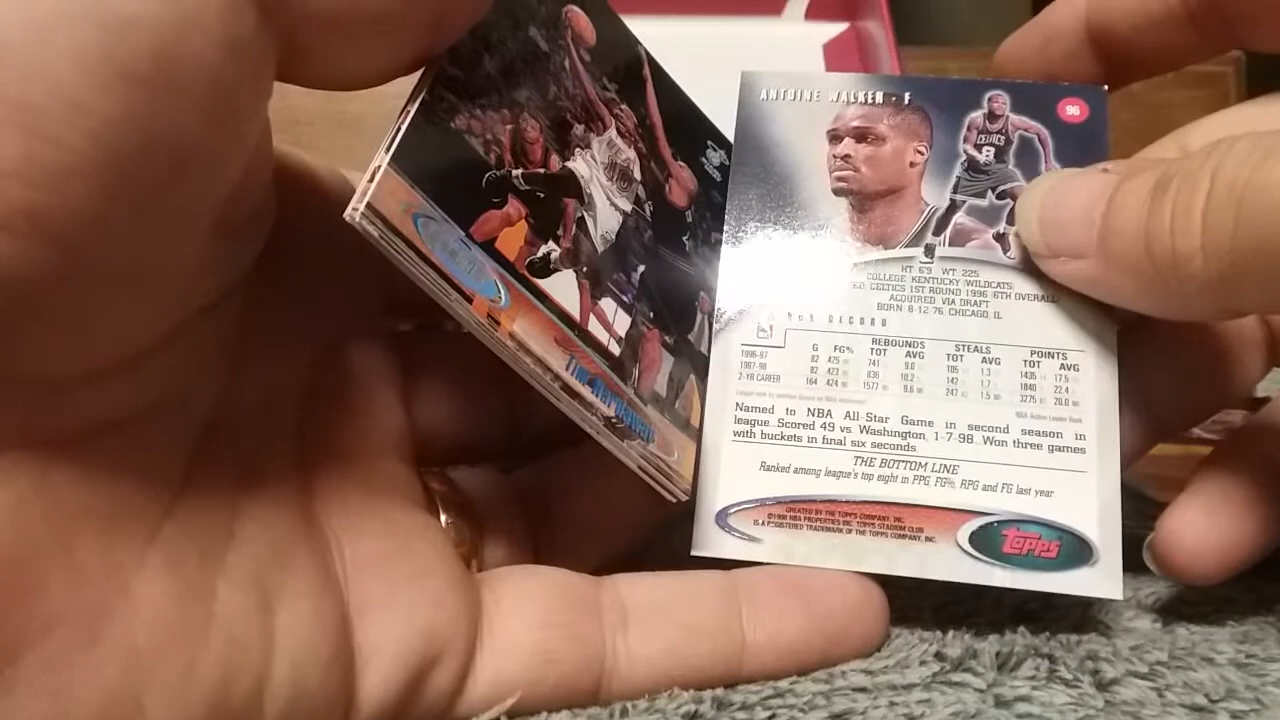 ANTOINE WALKER • F
96
CELTICS
8
HT 6'9 WT 225
COLLEGE KENTUCKY (WILDCATS)
CELTICS 1ST ROUND 1996 (6TH OVERALL)
ACQUIRED VIA DRAFT
BORN 8-12-76, CHICAGO, IL
RECORD
REBOUNDS STEALS POINTS
G FG% TOT AVG TOT AVG TOT AVG
1996-97 82 .425 741 9.0 105 1.3 1435 17.5
1997-98 82 .423 836 10.2 142 1.7 1840 22.4
2-YR CAREER 164 .424 1577 9.6 247 1.5 3275 20.0
Named to NBA All-Star Game in second season in
league...Scored 49 vs. Washington, 1-7-98...Won three games
with buckets in final six seconds.
THE BOTTOM LINE
Ranked among league's top eight in PPG, FG%, RPG and FG last year
CREATED BY THE TOPPS COMPANY, INC.
©1998 NBA PROPERTIES INC. TOPPS STADIUM CLUB
IS A REGISTERED TRADEMARK OF THE TOPPS COMPANY, INC.
Topps
10
Tim Hardaway